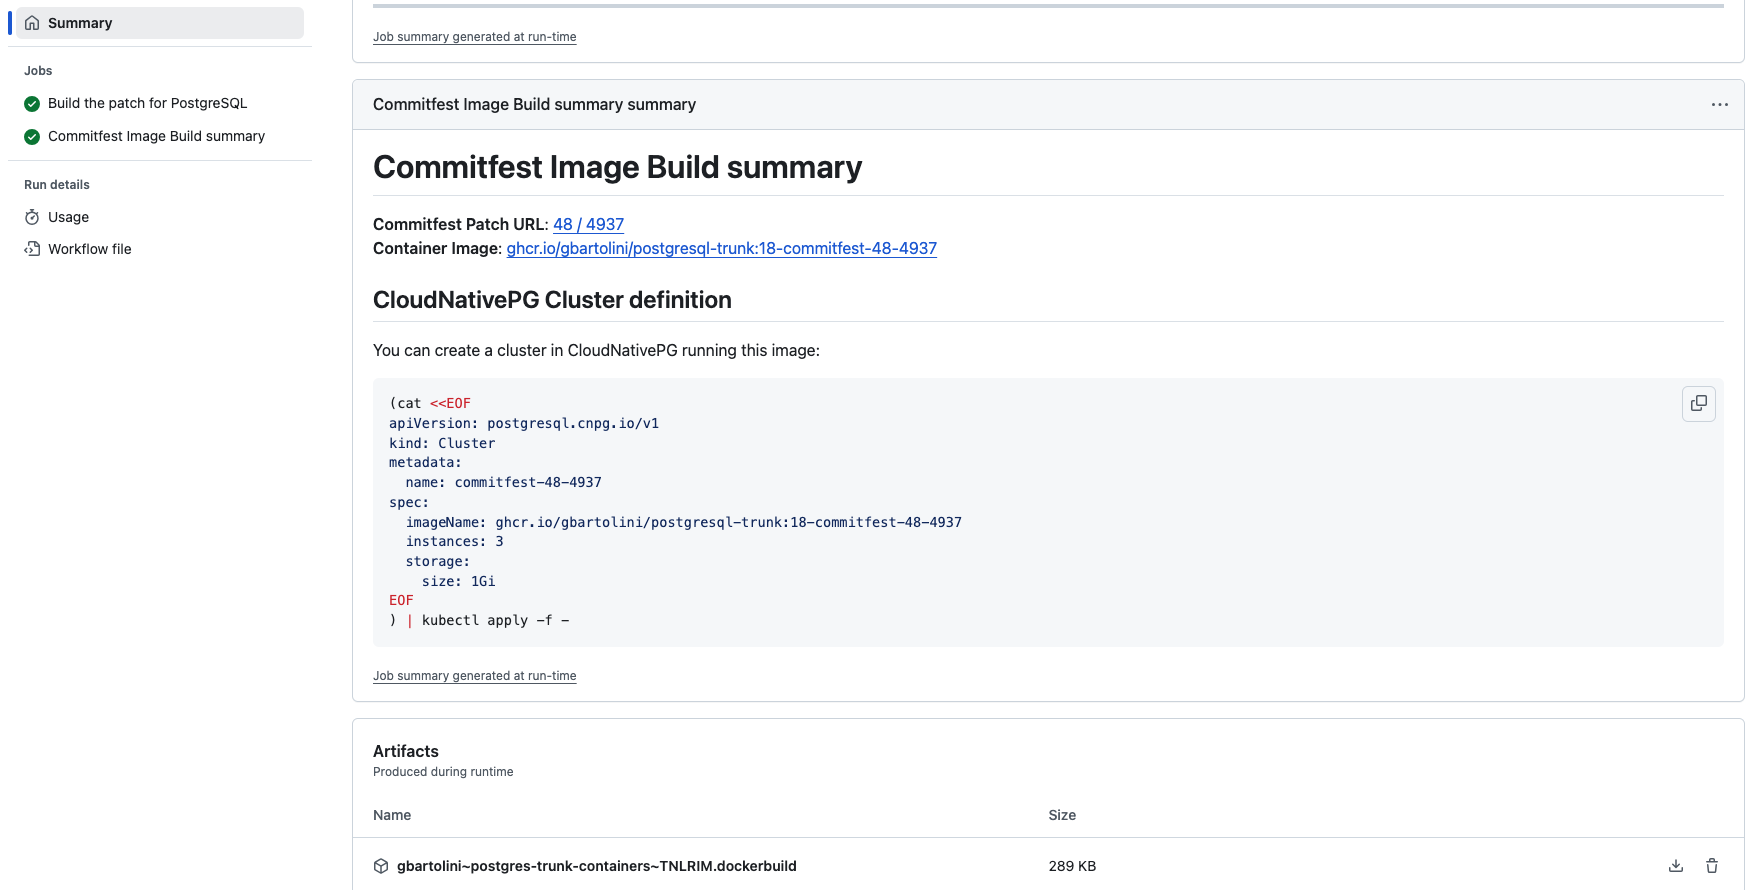 Summary
Jobs
Build the patch for PostgreSQL
Commitfest Image Build summary
Run details
Usage
Workflow file
Job summary generated at run-time
Commitfest Image Build summary summary
Commitfest Image Build summary
Commitfest Patch URL: 48 / 4937
Container Image: ghcr.io/gbartolini/postgresql-trunk:18-commitfest-48-4937
CloudNativePG Cluster definition
You can create a cluster in CloudNativePG running this image:
(cat <<EOF
apiVersion: postgresql.cnpg.io/v1
kind: Cluster
metadata:
  name: commitfest-48-4937
spec:
  imageName: ghcr.io/gbartolini/postgresql-trunk:18-commitfest-48-4937
  instances: 3
  storage:
    size: 1Gi
EOF
) | kubectl apply -f -
Job summary generated at run-time
Artifacts
Produced during runtime
Name Size
gbartolini~postgres-trunk-containers~TNLRIM.dockerbuild 289 KB